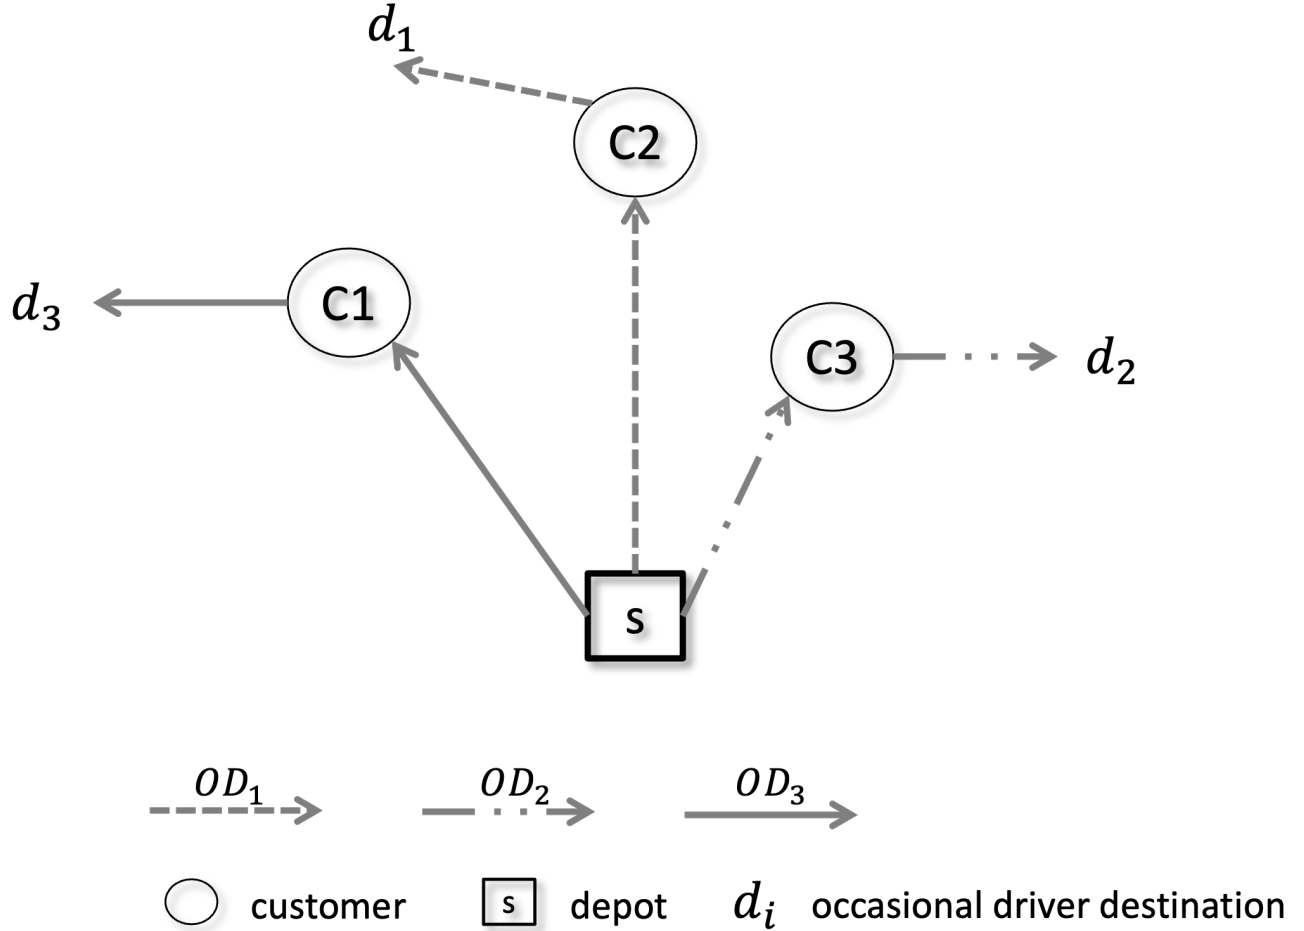 d₁
C2
d₃
C1
C3
d₂
s
OD₁ OD₂ OD₃
customer s depot dᵢ occasional driver destination